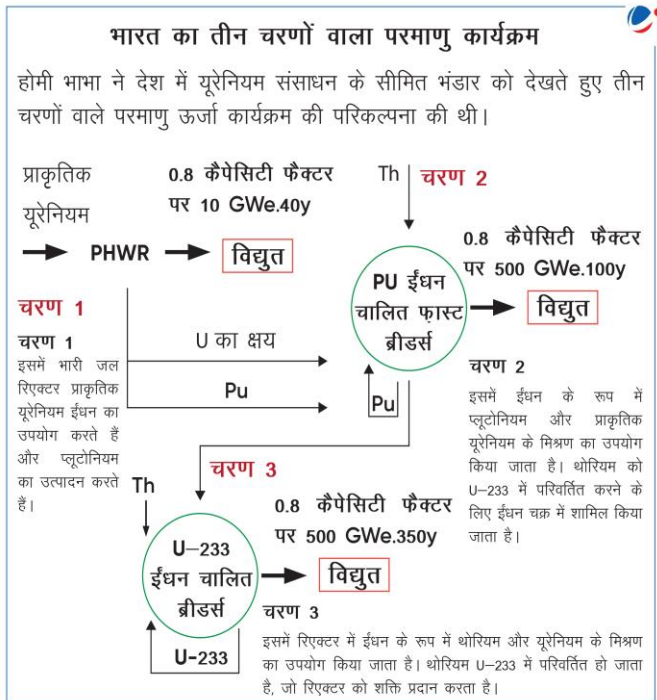 भारत का तीन चरणों वाला परमाणु कार्यक्रम
होमी भाभा ने देश में यूरेनियम संसाधन के सीमित भंडार को देखते हुए तीन
चरणों वाले परमाणु ऊर्जा कार्यक्रम की परिकल्पना की थी।
प्राकृतिक
यूरेनियम
PHWR
0.8 कैपेसिटी फैक्टर
पर 10 GWe.40y
विद्युत
चरण 1
चरण 1
इसमें भारी जल
रिएक्टर प्राकृतिक
यूरेनियम ईंधन का
उपयोग करते हैं
और प्लूटोनियम
का उत्पादन करते
हैं।
U का क्षय
Pu
Th
चरण 2
PU ईंधन
चालित फ़ास्ट
ब्रीडर्स
Pu
0.8 कैपेसिटी फैक्टर
पर 500 GWe.100y
विद्युत
चरण 2
इसमें ईंधन के रूप में
प्लूटोनियम और प्राकृतिक
यूरेनियम के मिश्रण का उपयोग
किया जाता है। थोरियम को
U–233 में परिवर्तित करने के
लिए ईंधन चक्र में शामिल किया
जाता है।
चरण 3
Th
U–233
ईंधन चालित
ब्रीडर्स
U-233
0.8 कैपेसिटी फैक्टर
पर 500 GWe.350y
विद्युत
चरण 3
इसमें रिएक्टर में ईंधन के रूप में थोरियम और यूरेनियम के मिश्रण
का उपयोग किया जाता है। थोरियम U–233 में परिवर्तित हो जाता
है, जो रिएक्टर को शक्ति प्रदान करता है।